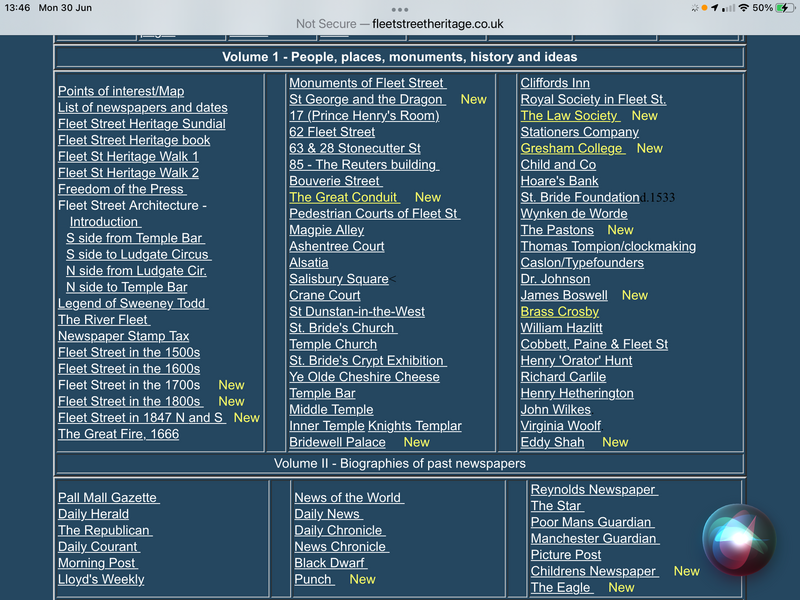 13:46 Mon 30 Jun
50%
Not Secure — fleetstreetheritage.co.uk
Volume 1 - People, places, monuments, history and ideas
Points of interest/Map
List of newspapers and dates
Fleet Street Heritage Sundial
Fleet Street Heritage book
Fleet St Heritage Walk 1
Fleet St Heritage Walk 2
Freedom of the Press
Fleet Street Architecture -
Introduction
S side from Temple Bar
S side to Ludgate Circus
N side from Ludgate Cir.
N side to Temple Bar
Legend of Sweeney Todd
The River Fleet
Newspaper Stamp Tax
Fleet Street in the 1500s
Fleet Street in the 1600s
Fleet Street in the 1700s New
Fleet Street in the 1800s New
Fleet Street in 1847 N and S New
The Great Fire, 1666
Monuments of Fleet Street
St George and the Dragon New
17 (Prince Henry's Room)
62 Fleet Street
63 & 28 Stonecutter St
85 - The Reuters building
Bouverie Street
The Great Conduit New
Pedestrian Courts of Fleet St
Magpie Alley
Ashentree Court
Alsatia
Salisbury Square<
Crane Court
St Dunstan-in-the-West
St. Bride's Church
Temple Church
St. Bride's Crypt Exhibition
Ye Olde Cheshire Cheese
Temple Bar
Middle Temple
Inner Temple Knights Templar
Bridewell Palace New
Cliffords Inn
Royal Society in Fleet St.
The Law Society New
Stationers Company
Gresham College New
Child and Co
Hoare's Bank
St. Bride Foundationd.1533
Wynken de Worde
The Pastons New
Thomas Tompion/clockmaking
Caslon/Typefounders
Dr. Johnson
James Boswell New
Brass Crosby
William Hazlitt
Cobbett, Paine & Fleet St
Henry 'Orator' Hunt
Richard Carlile
Henry Hetherington
John Wilkes
Virginia Woolf
Eddy Shah New
Volume II - Biographies of past newspapers
Pall Mall Gazette
Daily Herald
The Republican
Daily Courant
Morning Post
Lloyd's Weekly
News of the World
Daily News
Daily Chronicle
News Chronicle
Black Dwarf
Punch New
Reynolds Newspaper
The Star
Poor Mans Guardian
Manchester Guardian
Picture Post
Childrens Newspaper New
The Eagle New